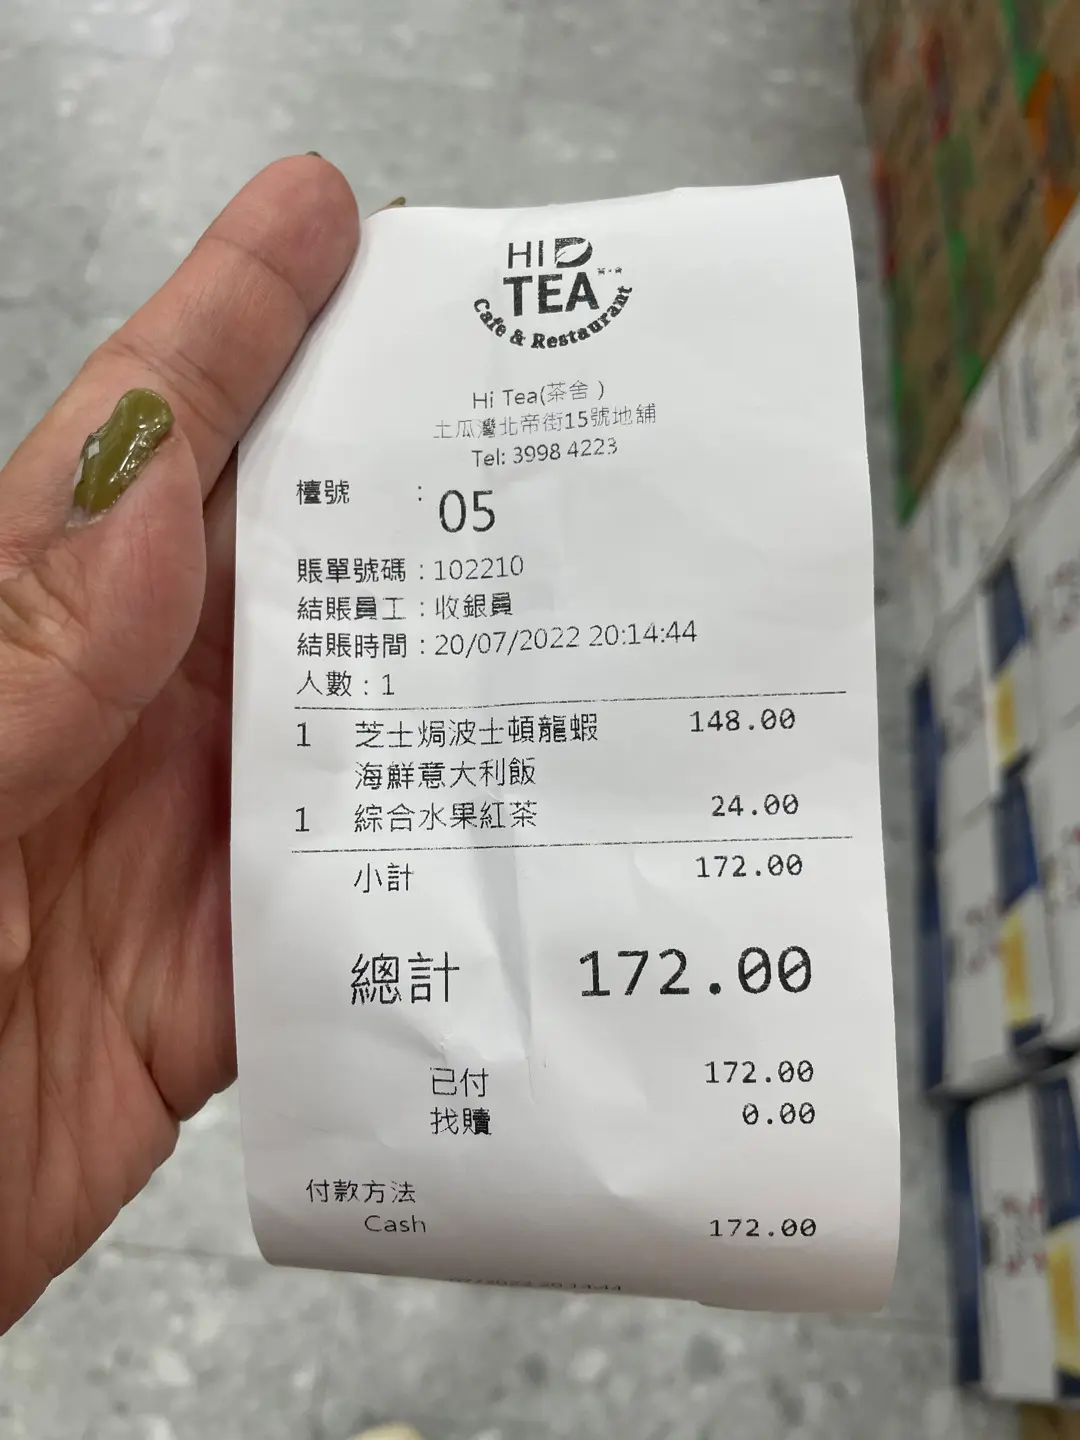 HI
TEA
Cafe & Restaurant
Hi Tea(茶舍)
土瓜灣北帝街15號地舖
Tel: 3998 4223
檯號 : 05
賬單號碼 : 102210
結賬員工 : 收銀員
結賬時間 : 20/07/2022 20:14:44
人數 : 1
1 芝士焗波士頓龍蝦 148.00
海鮮意大利飯
1 綜合水果紅茶 24.00
小計 172.00
總計 172.00
已付 172.00
找贖 0.00
付款方法
Cash 172.00